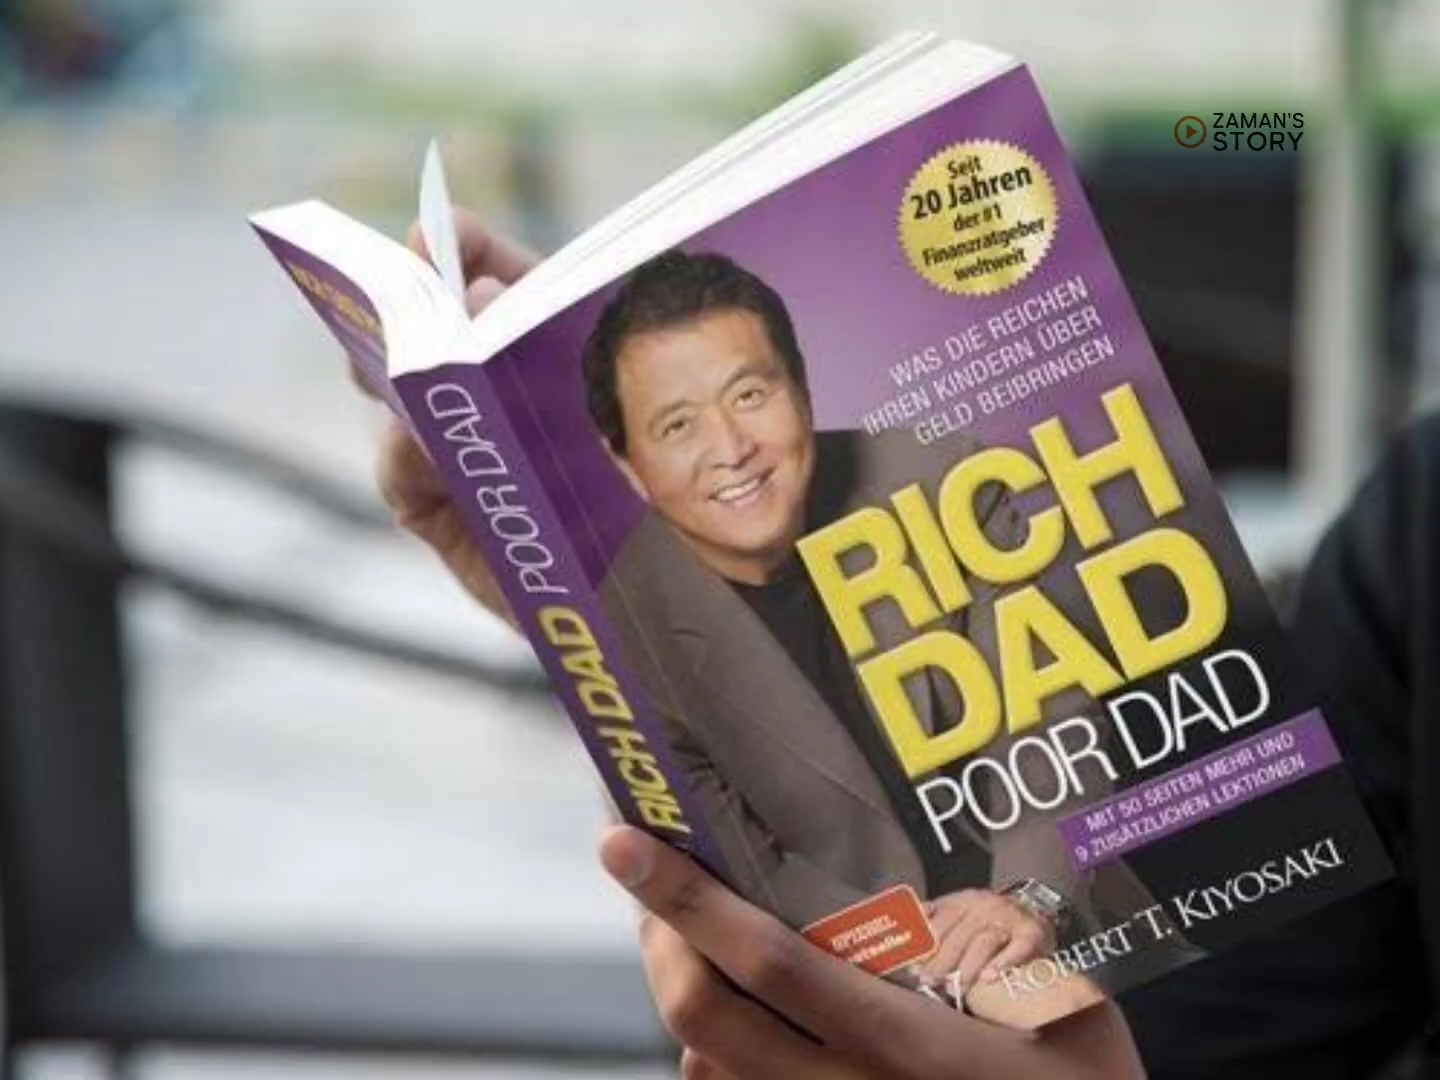 ZAMAN'S
STORY
Seit
20 Jahren
der #1
Finanzratgeber
weltweit
WAS DIE REICHEN
IHREN KINDERN ÜBER
GELD BEIBRINGEN
RICH
DAD
POOR DAD
MIT 50 SEITEN MEHR UND
9 ZUSÄTZLICHEN LEKTIONEN
ROBERT T. KIYOSAKI
SPIEGEL
RICH DAD POOR DAD